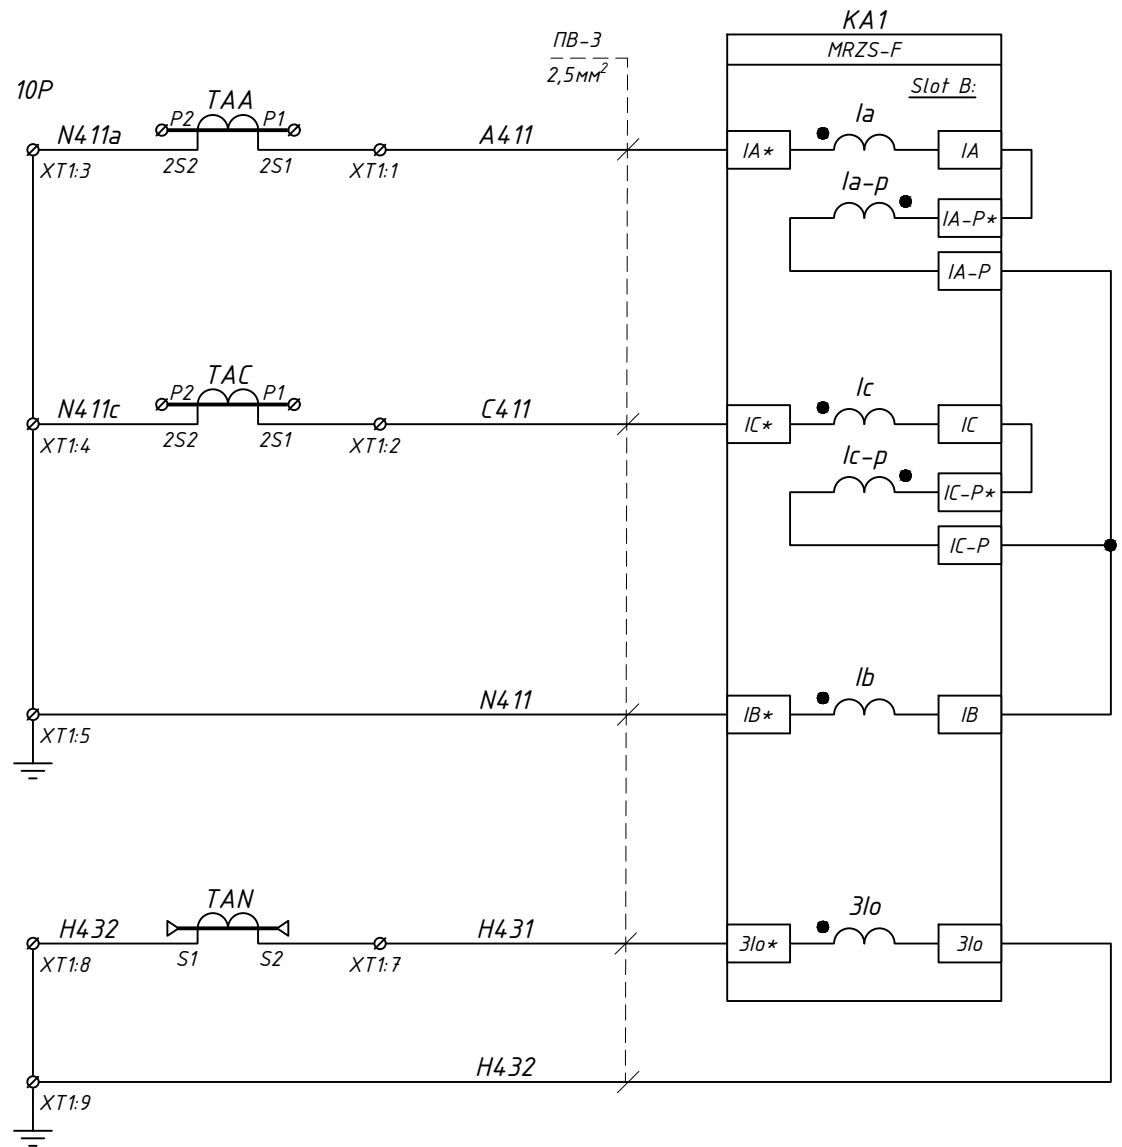 KA1
MRZS-F
Slot B:
ПВ-3
2,5мм²
10Р
N411a
P2
TAA
P1
A411
XT1:3
2S2
2S1
XT1:1
IA*
Ia
IA
Ia-p
IA-P*
IA-P
N411c
P2
TAC
P1
C411
XT1:4
2S2
2S1
XT1:2
IC*
Ic
IC
Ic-p
IC-P*
IC-P
N411
XT1:5
IB*
Ib
IB
H432
TAN
H431
XT1:8
S1
S2
XT1:7
3Io*
3Io
3Io
H432
XT1:9